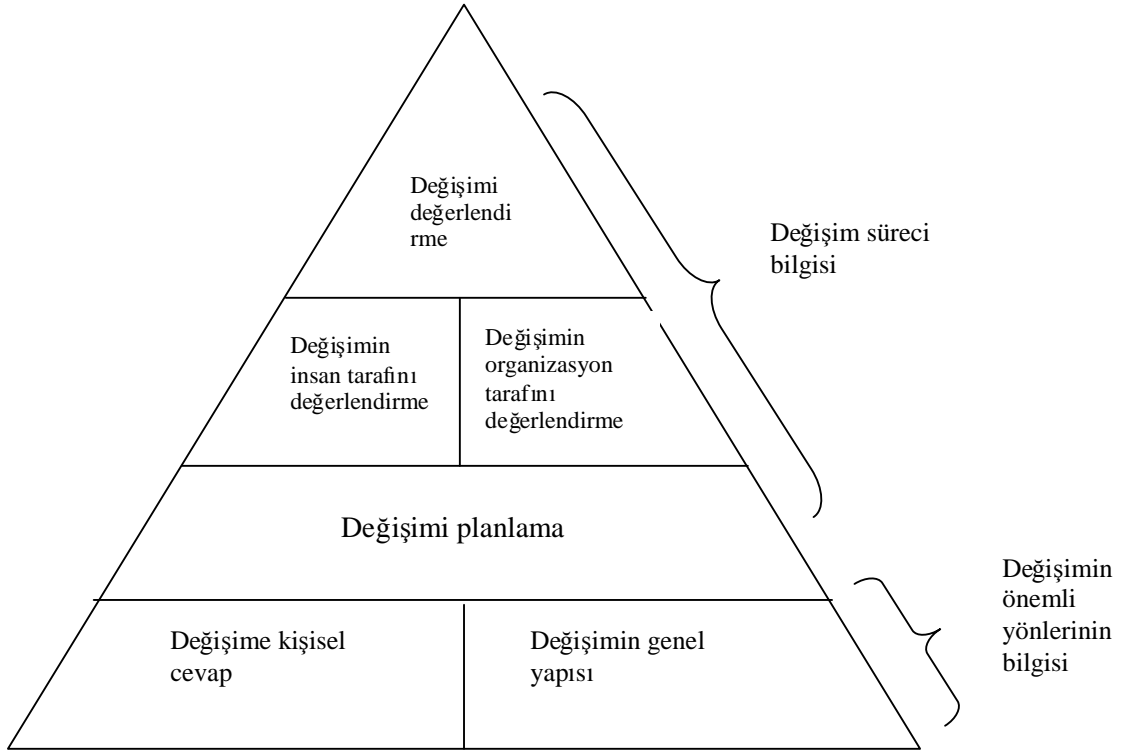 Değişimi
değerlendi
rme
Değişim süreci
bilgisi
Değişimin
insan tarafını
değerlendirme
Değişimin
organizasyon
tarafını
değerlendirme
Değişimi planlama
Değişimin
önemli
yönlerinin
bilgisi
Değişime kişisel
cevap
Değişimin genel
yapısı